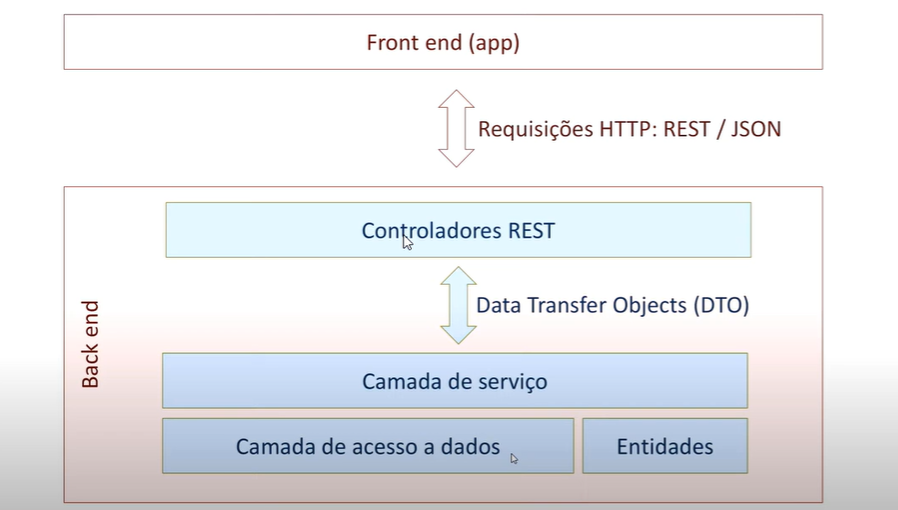 Front end (app)
Requisições HTTP: REST / JSON
Controladores REST
Data Transfer Objects (DTO)
Back end
Camada de serviço
Camada de acesso a dados
Entidades